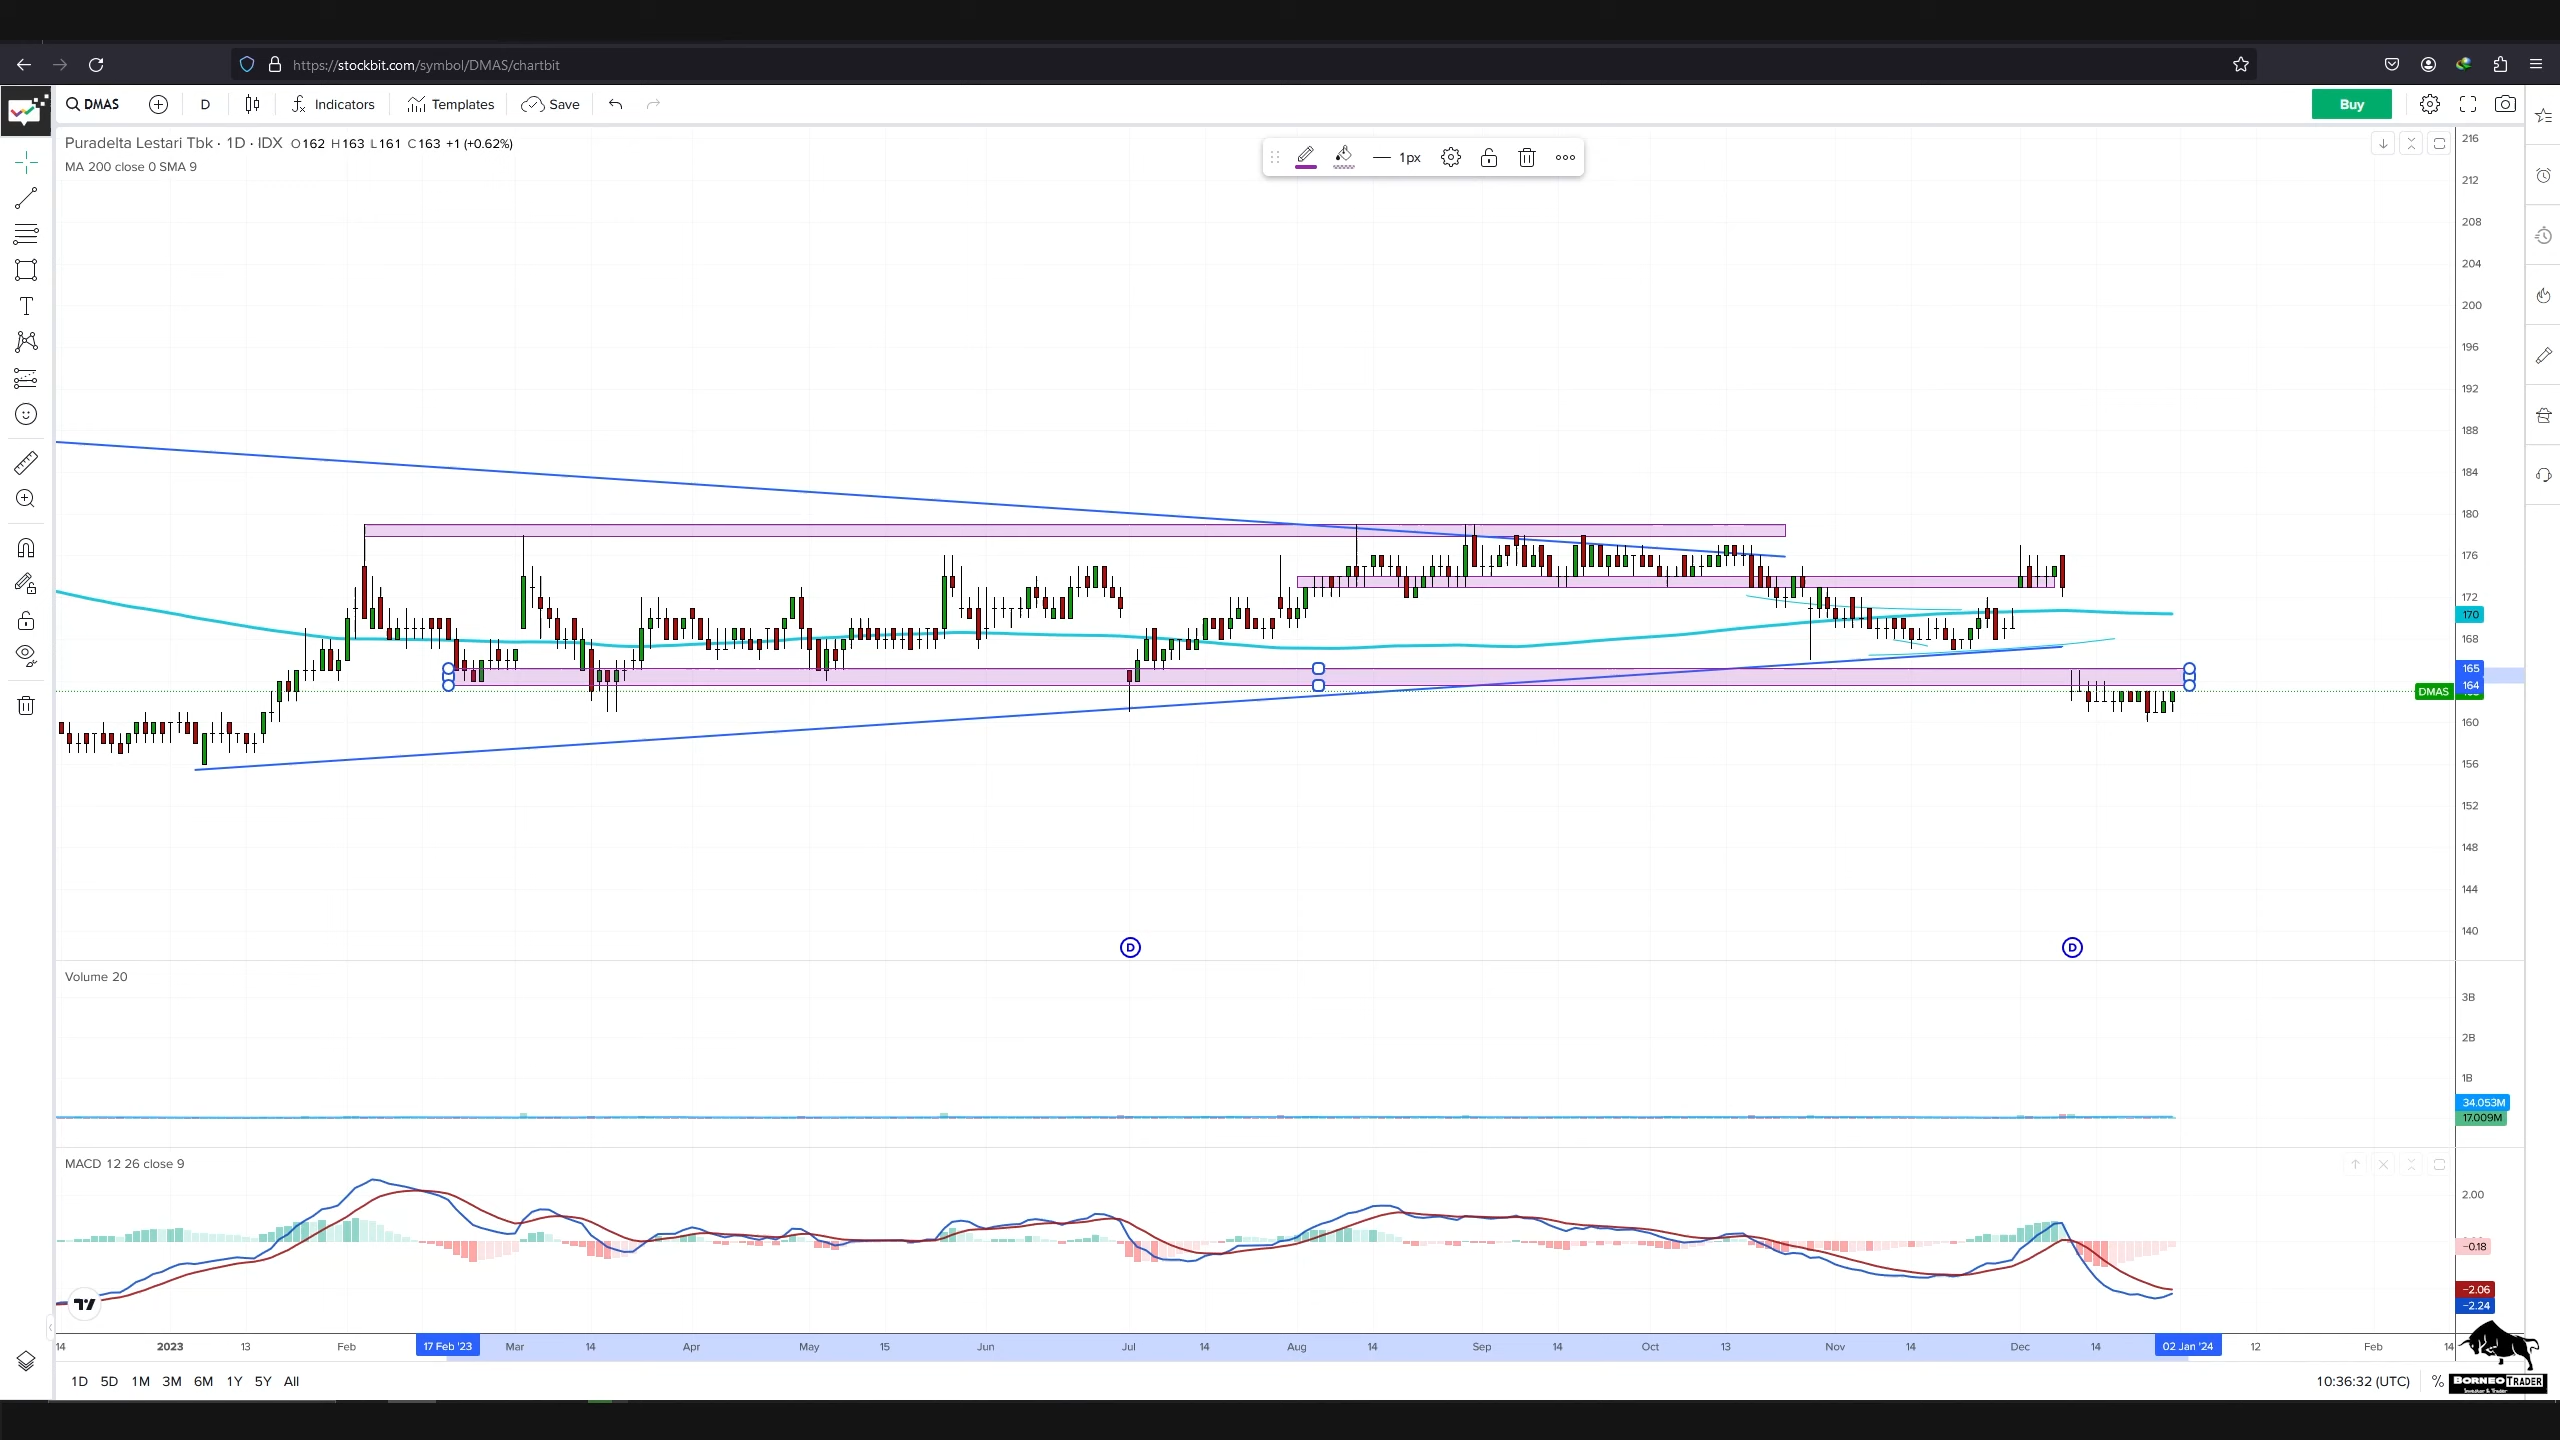 https://stockbit.com/symbol/DMAS/chartbit
DMAS D Indicators Templates Save Buy
Puradelta Lestari Tbk · 1D · IDX O162 H163 L161 C163 +1 (+0.62%)
MA 200 close 0 SMA 9
1px
216
212
208
204
200
196
192
188
184
180
176
172
170
168
165
164
DMAS
160
156
152
148
144
140
D D
Volume 20
3B
2B
1B
34.053M
17.009M
MACD 12 26 close 9
2.00
−0.18
−2.06
−2.24
14 2023 13 Feb 17 Feb '23 Mar 14 Apr May 15 Jun Jul 14 Aug 14 Sep 14 Oct 13 Nov 14 Dec 14 02 Jan '24 12 Feb 14
1D 5D 1M 3M 6M 1Y 5Y All
10:36:32 (UTC) %
BORNEO TRADER
Investor & Trader